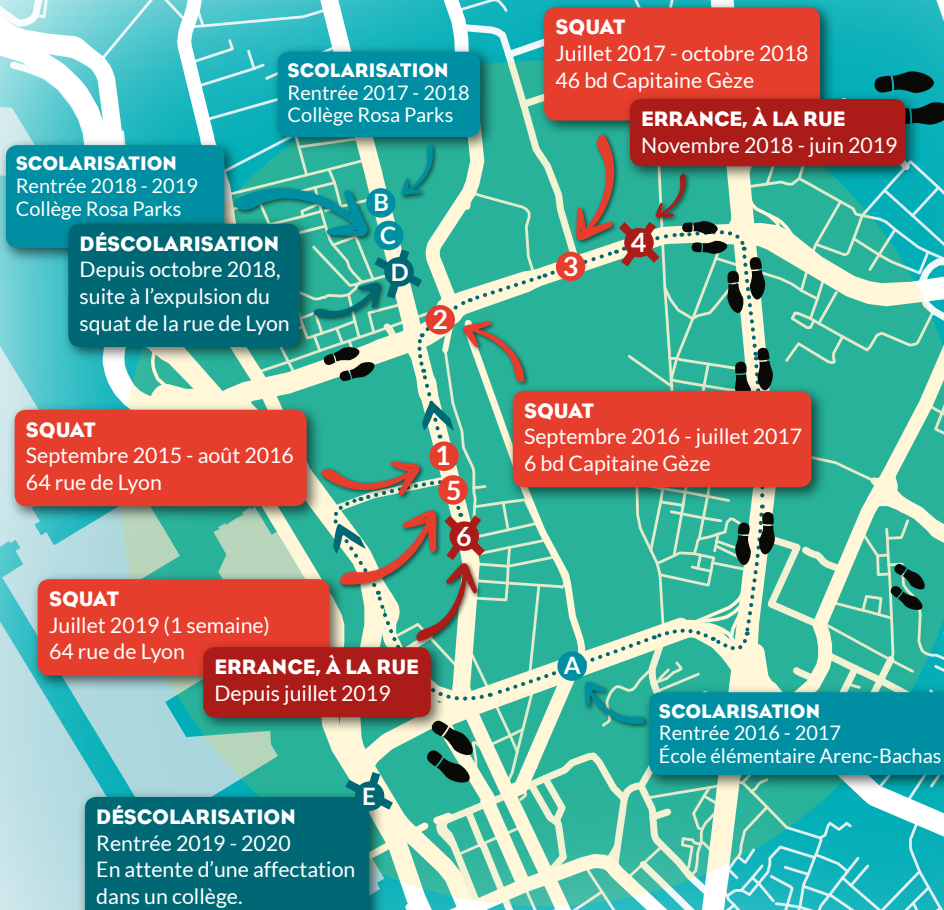 SQUAT
Juillet 2017 - octobre 2018
46 bd Capitaine Gèze
ERRANCE, À LA RUE
Novembre 2018 - juin 2019
SCOLARISATION
Rentrée 2017 - 2018
Collège Rosa Parks
SCOLARISATION
Rentrée 2018 - 2019
Collège Rosa Parks
DÉSCOLARISATION
Depuis octobre 2018,
suite à l’expulsion du
squat de la rue de Lyon
B
C
D
4
3
2
SQUAT
Septembre 2015 - août 2016
64 rue de Lyon
SQUAT
Septembre 2016 - juillet 2017
6 bd Capitaine Gèze
1
5
6
SQUAT
Juillet 2019 (1 semaine)
64 rue de Lyon
ERRANCE, À LA RUE
Depuis juillet 2019
A
SCOLARISATION
Rentrée 2016 - 2017
École élémentaire Arenc-Bachas
E
DÉSCOLARISATION
Rentrée 2019 - 2020
En attente d’une affectation
dans un collège.